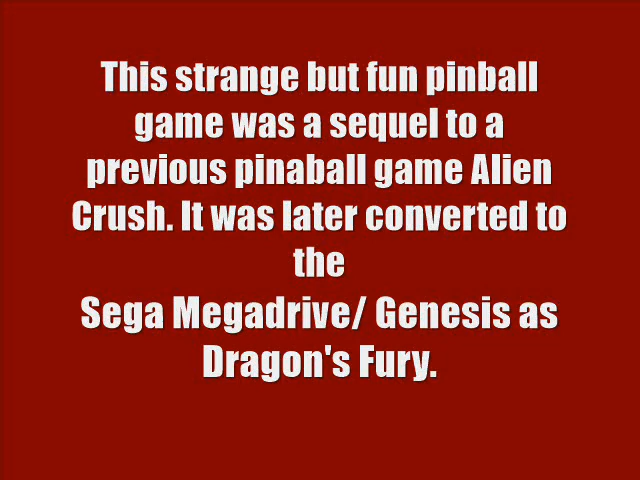 This strange but fun pinball
game was a sequel to a
previous pinaball game Alien
Crush. It was later converted to
the
Sega Megadrive/ Genesis as
Dragon's Fury.